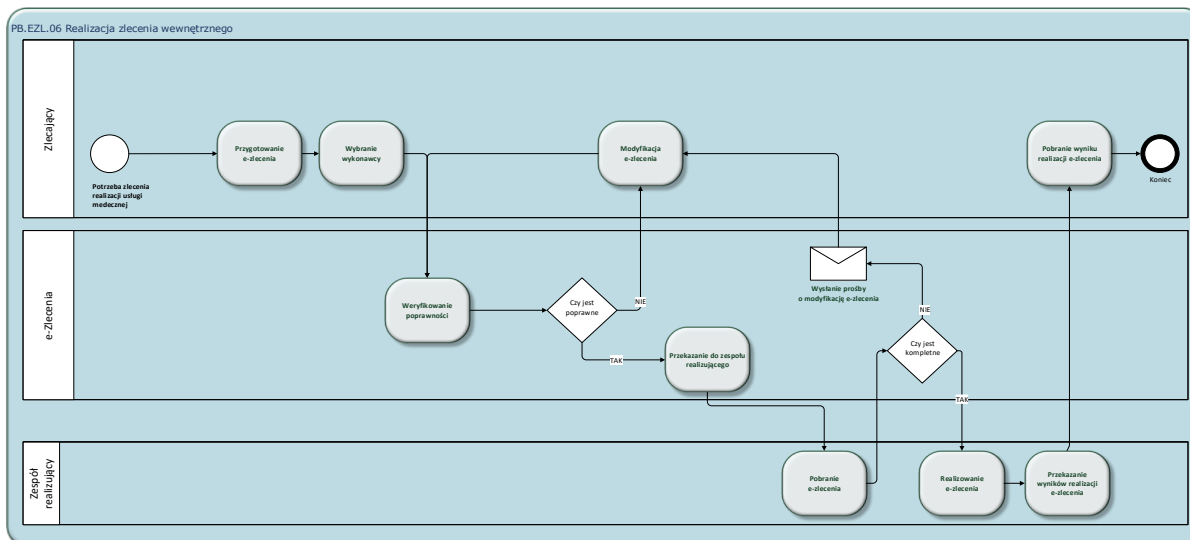 PB.EZL.06 Realizacja zlecenia wewnętrznego
Zlecający
Potrzeba zlecenia
realizacji usługi
medecznej
Przygotowanie
e-zlecenia
Wybranie
wykonawcy
Modyfikacja
e-zlecenia
Pobranie wyniku
realizacji e-zlecenia
Koniec
e-Zlecenia
Weryfikowanie
poprawności
Czy jest
poprawne
NIE
TAK
Przekazanie do zespołu
realizującego
Wysłanie prośby
o modyfikację e-zlecenia
NIE
Czy jest
kompletne
TAK
Zespół
realizujący
Pobranie
e-zlecenia
Realizowanie
e-zlecenia
Przekazanie
wyników realizacji
e-zlecenia